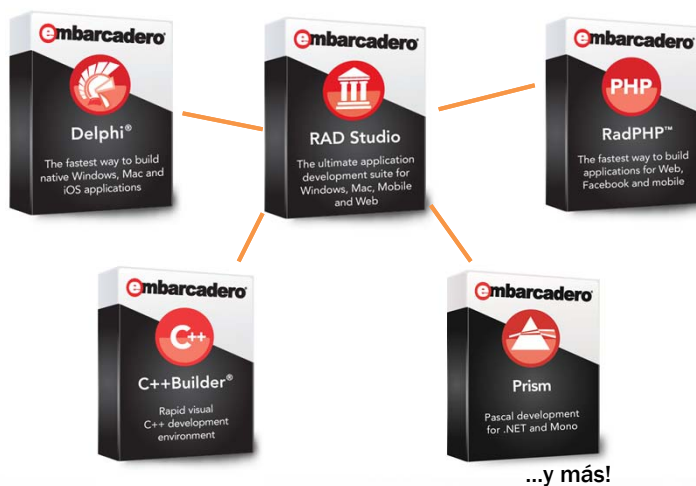 embarcadero
Delphi®
The fastest way to build
native Windows, Mac and
iOS applications
embarcadero
RAD Studio
The ultimate application
development suite for
Windows, Mac, Mobile
and Web
embarcadero
PHP
RadPHP™
The fastest way to build
applications for Web,
Facebook and mobile
embarcadero
C++
C++Builder®
Rapid visual
C++ development
environment
embarcadero
Prism
Pascal development
for .NET and Mono
...y más!